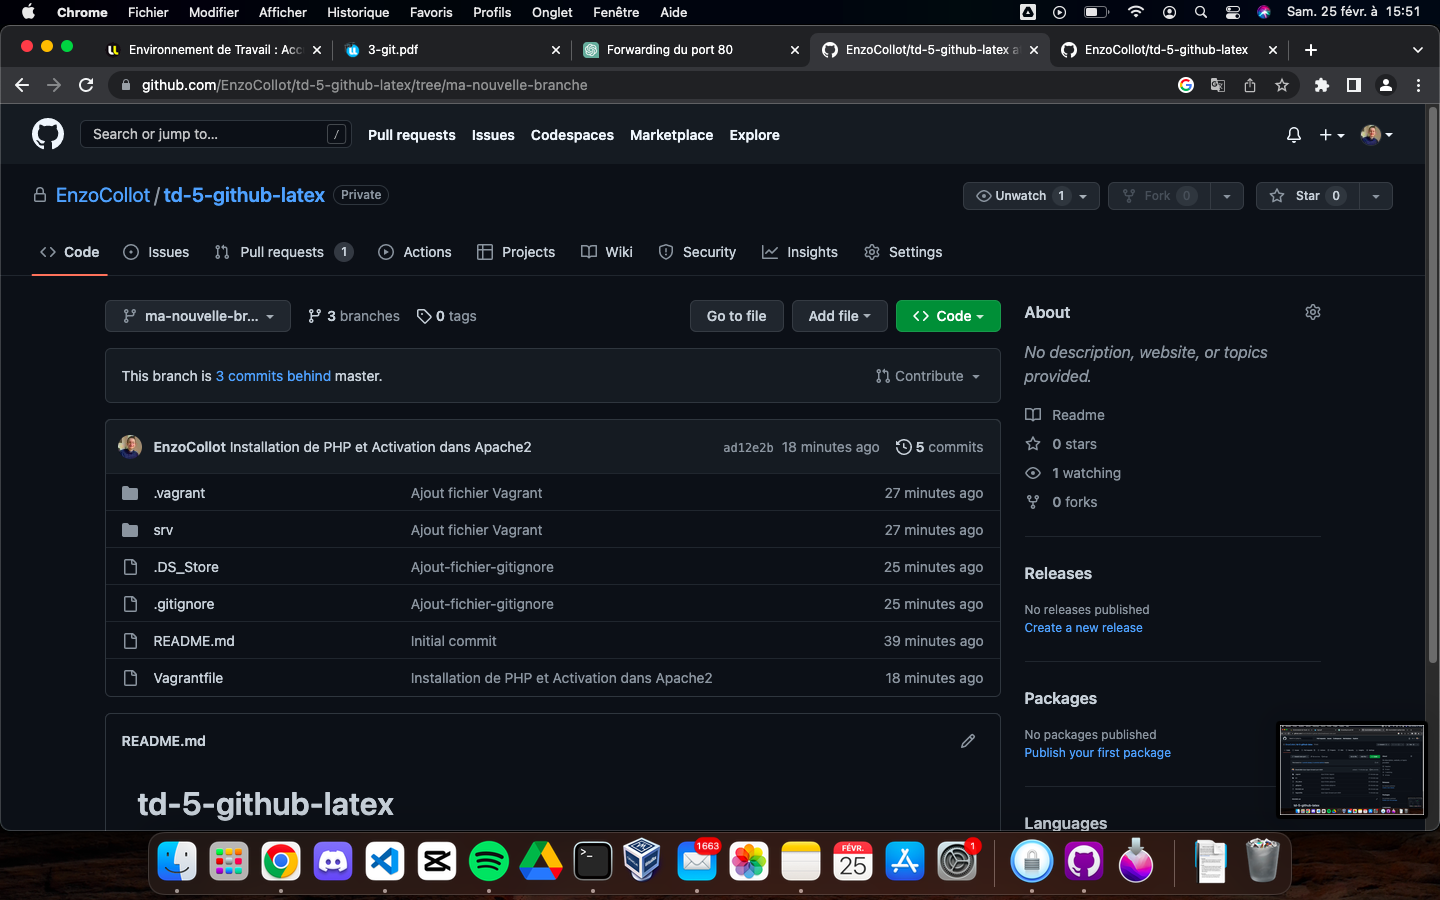 Chrome Fichier Modifier Afficher Historique Favoris Profils Onglet Fenêtre Aide Sam. 25 févr. à 15:51
Environnement de Travail : Acc 3-git.pdf Forwarding du port 80 EnzoCollot/td-5-github-latex a EnzoCollot/td-5-github-latex
github.com/EnzoCollot/td-5-github-latex/tree/ma-nouvelle-branche
Search or jump to... / Pull requests Issues Codespaces Marketplace Explore
EnzoCollot / td-5-github-latex Private Unwatch 1 Fork 0 Star 0
Code Issues Pull requests 1 Actions Projects Wiki Security Insights Settings
ma-nouvelle-br... 3 branches 0 tags Go to file Add file Code
This branch is 3 commits behind master. Contribute
EnzoCollot Installation de PHP et Activation dans Apache2 ad12e2b 18 minutes ago 5 commits
.vagrant Ajout fichier Vagrant 27 minutes ago
srv Ajout fichier Vagrant 27 minutes ago
.DS_Store Ajout-fichier-gitignore 25 minutes ago
.gitignore Ajout-fichier-gitignore 25 minutes ago
README.md Initial commit 39 minutes ago
Vagrantfile Installation de PHP et Activation dans Apache2 18 minutes ago
README.md
td-5-github-latex
About
No description, website, or topics
provided.
Readme
0 stars
1 watching
0 forks
Releases
No releases published
Create a new release
Packages
No packages published
Publish your first package
Languages
1663
FÉVR.
25
1